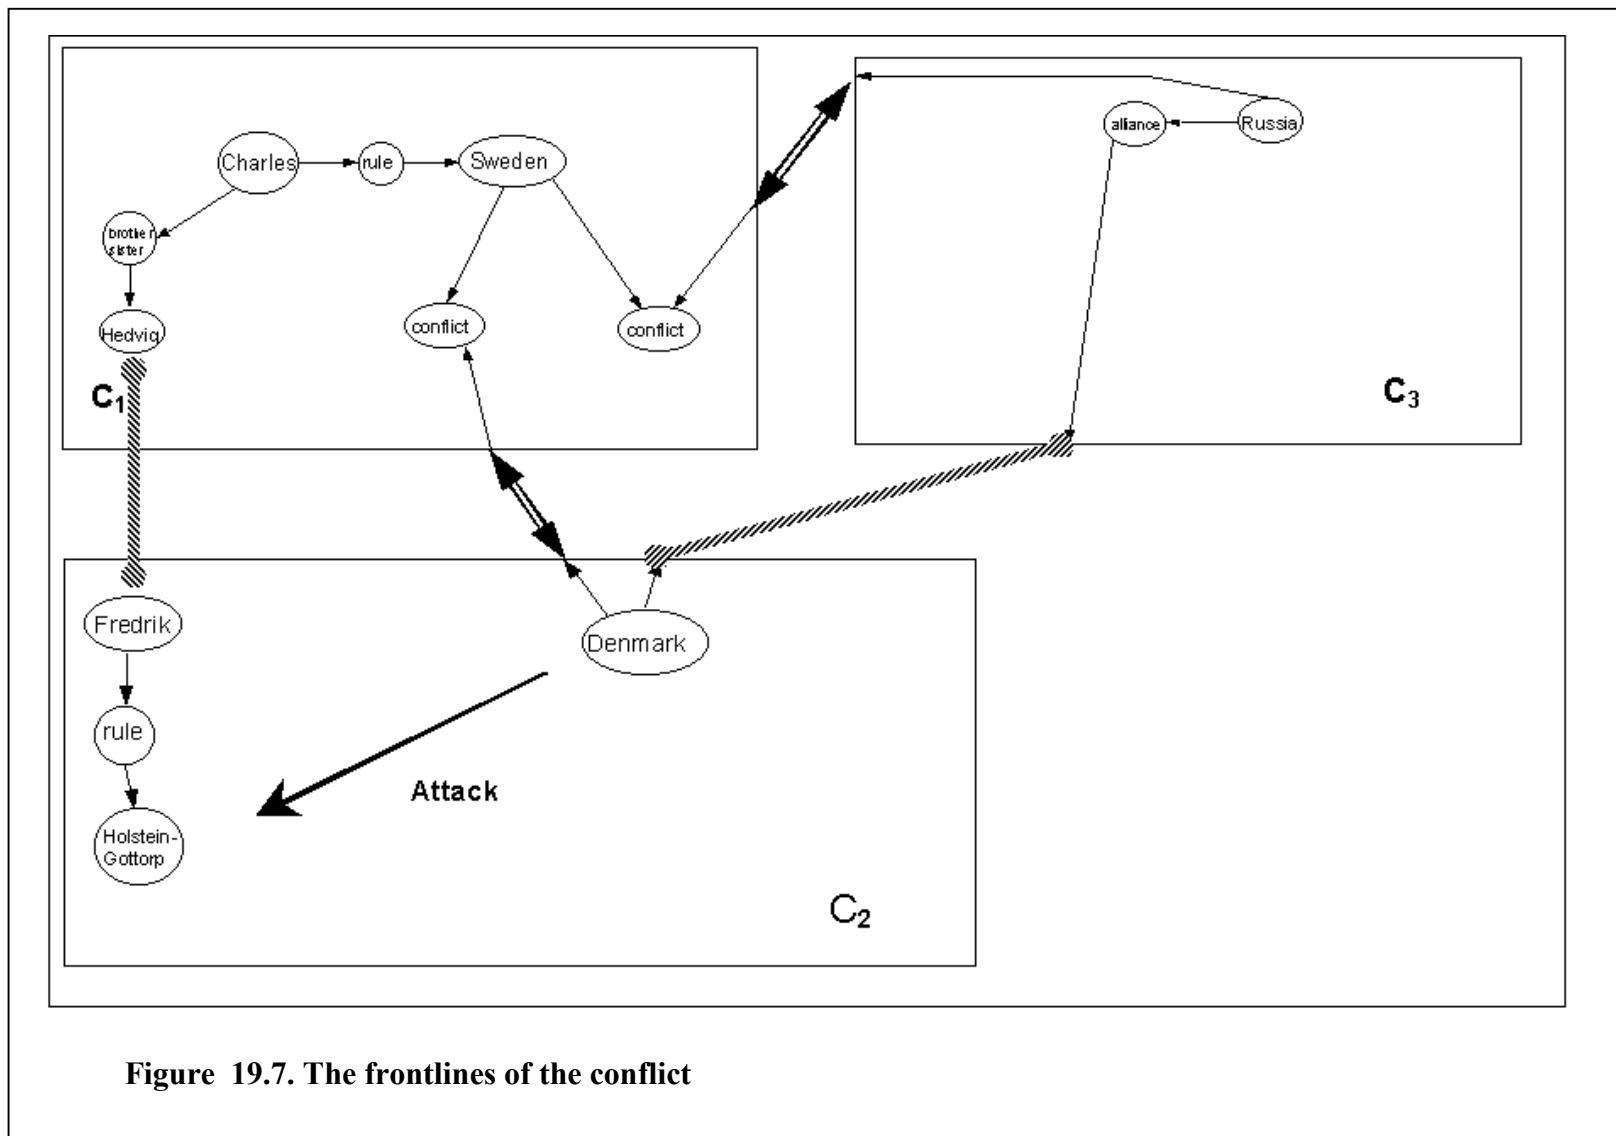 Charles
rule
Sweden
brother
sister
Hedviq
conflict
conflict
C1
alliance
Russia
C3
Fredrik
rule
Holstein-
Gottorp
Denmark
Attack
C2
Figure 19.7. The frontlines of the conflict